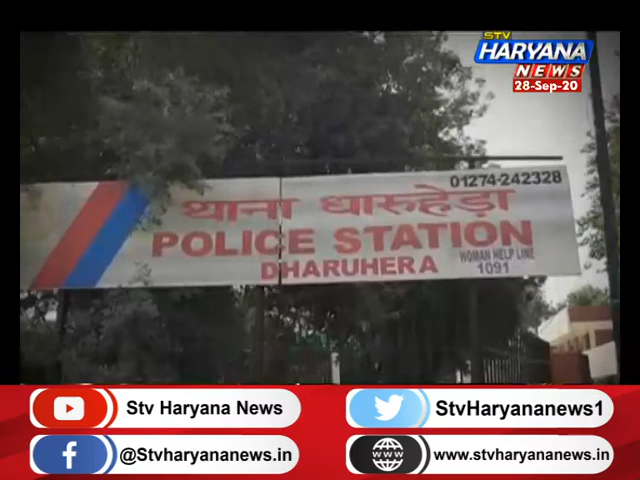 STV
HARYANA
NEWS
28-Sep-20
01274-242328
थाना धारुहेड़ा
POLICE STATION
DHARUHERA
WOMAN HELP LINE
1091
Stv Haryana News
StvHaryananews1
@Stvharyananews.in
www.stvharyananews.in